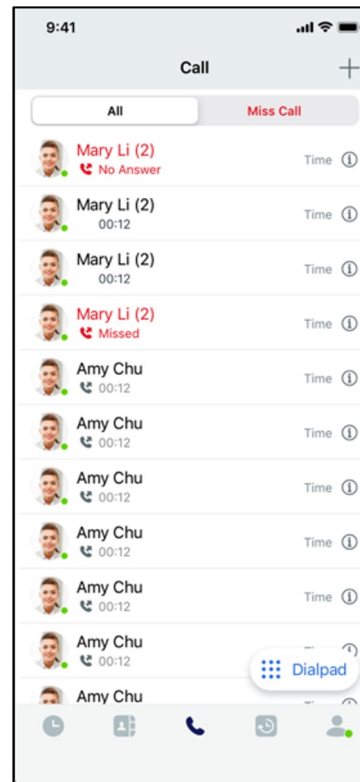 9:41
Call
All Miss Call
Mary Li (2)
No Answer
Time
Mary Li (2)
00:12
Time
Mary Li (2)
00:12
Time
Mary Li (2)
Missed
Time
Amy Chu
00:12
Time
Amy Chu
00:12
Time
Amy Chu
00:12
Time
Amy Chu
00:12
Time
Amy Chu
00:12
Time
Amy Chu
00:12
Dialpad
Amy Chu